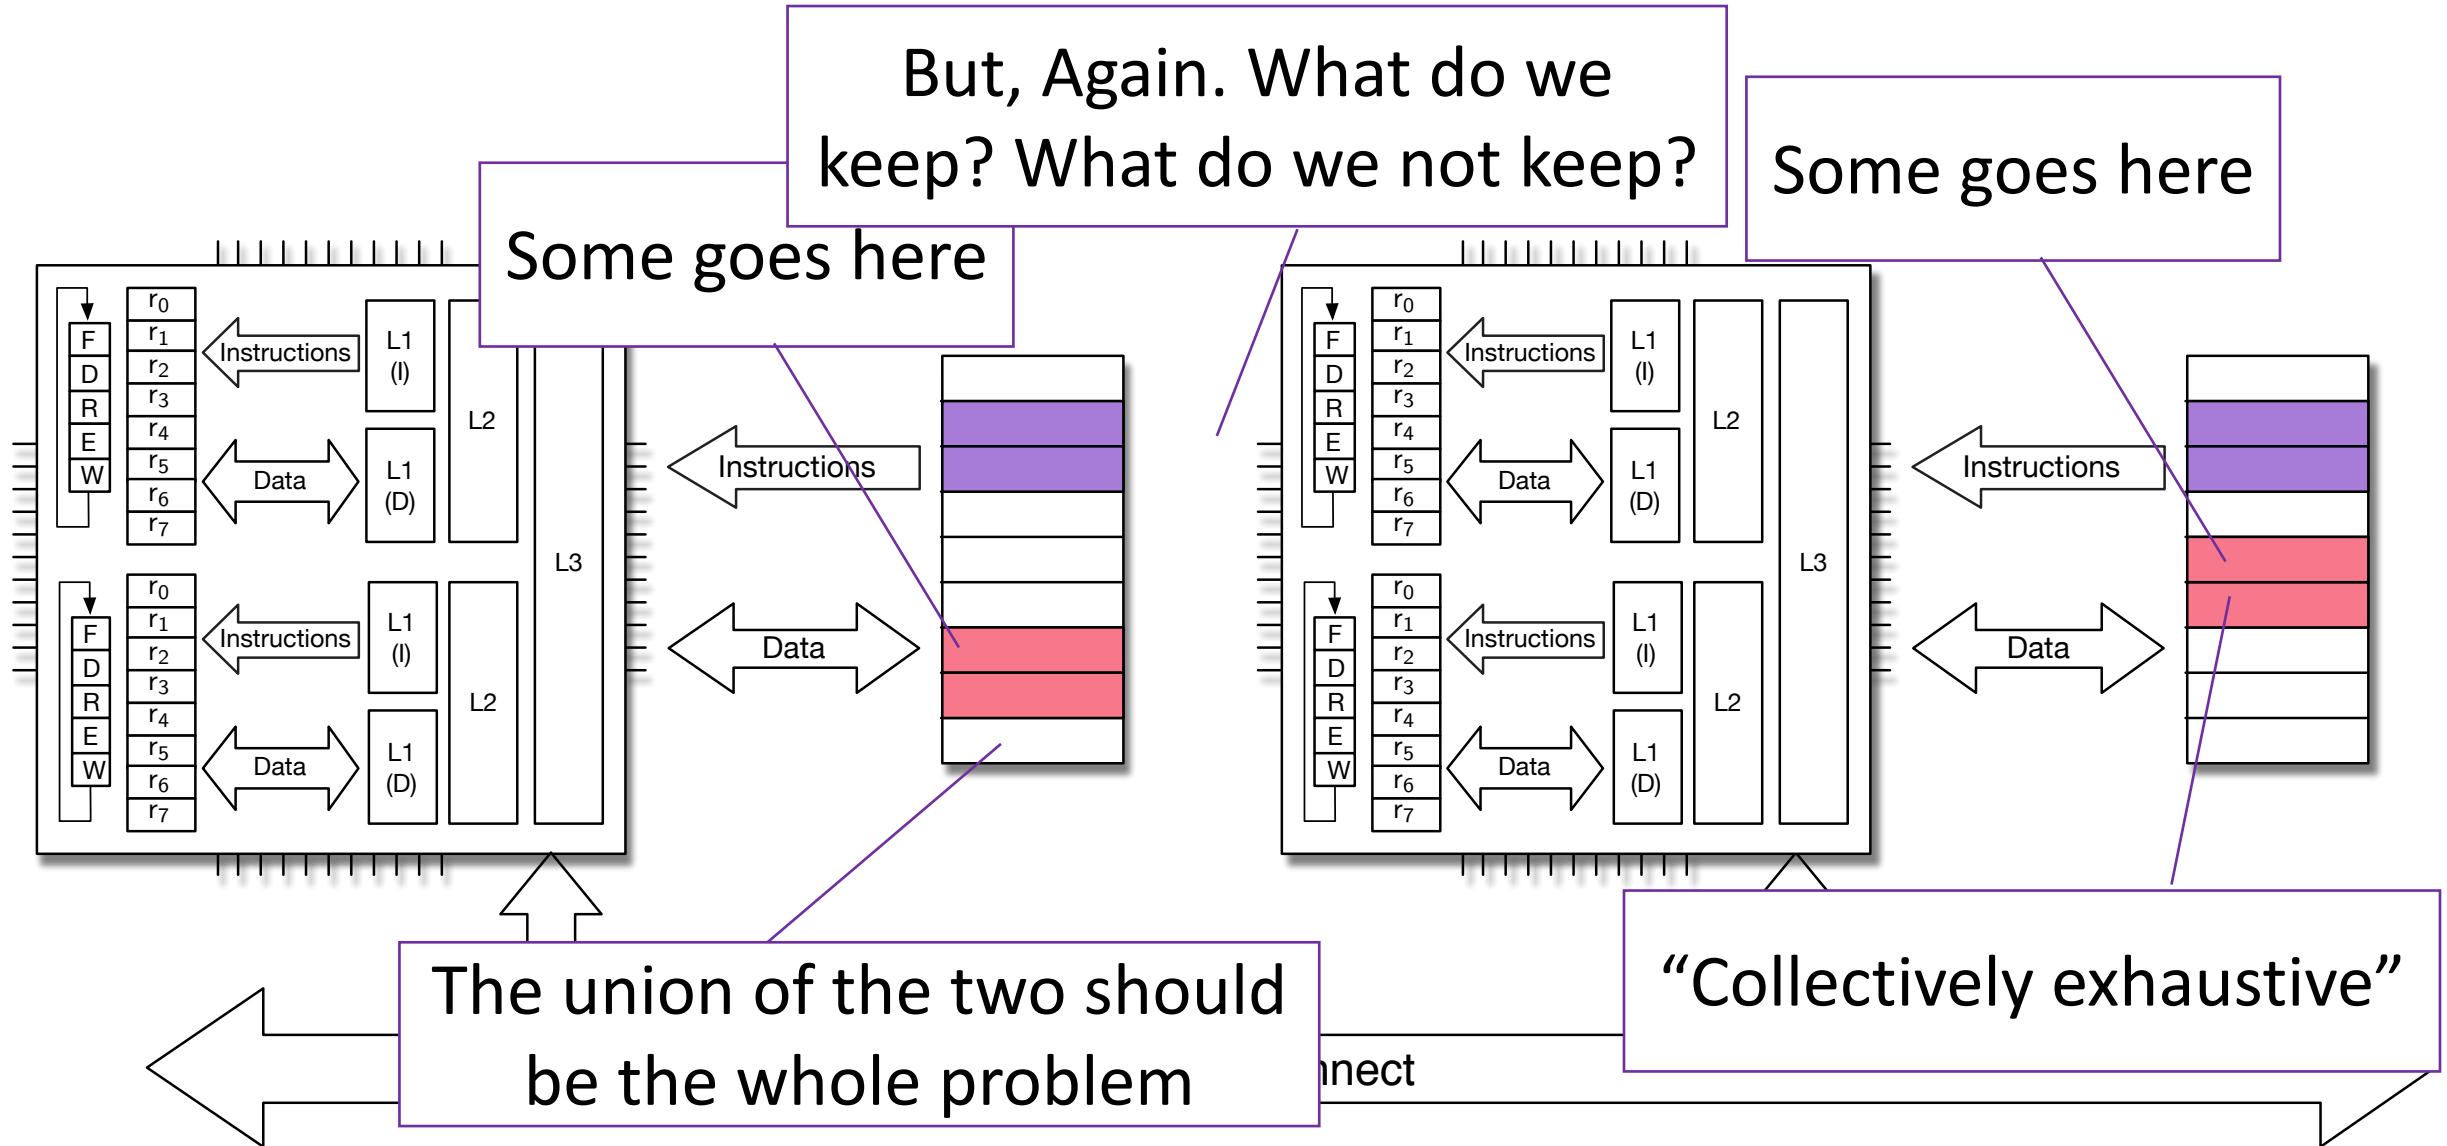 But, Again. What do we
keep? What do we not keep?
Some goes here
Some goes here
r0
r1
r2
r3
r4
r5
r6
r7
F
D
R
E
W
Instructions
Data
L1
(I)
L1
(D)
L2
r0
r1
r2
r3
r4
r5
r6
r7
F
D
R
E
W
Instructions
Data
L1
(I)
L1
(D)
L2
L3
Instructions
Data
r0
r1
r2
r3
r4
r5
r6
r7
F
D
R
E
W
Instructions
Data
L1
(I)
L1
(D)
L2
r0
r1
r2
r3
r4
r5
r6
r7
F
D
R
E
W
Instructions
Data
L1
(I)
L1
(D)
L2
L3
Instructions
Data
The union of the two should
be the whole problem
“Collectively exhaustive”